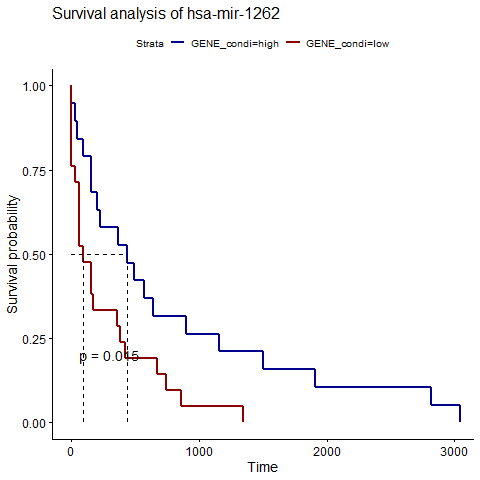 Survival analysis of hsa-mir-1262
Strata GENE_condi=high GENE_condi=low
1.00
0.75
0.50
0.25
0.00
Survival probability
p = 0.045
0 1000 2000 3000
Time